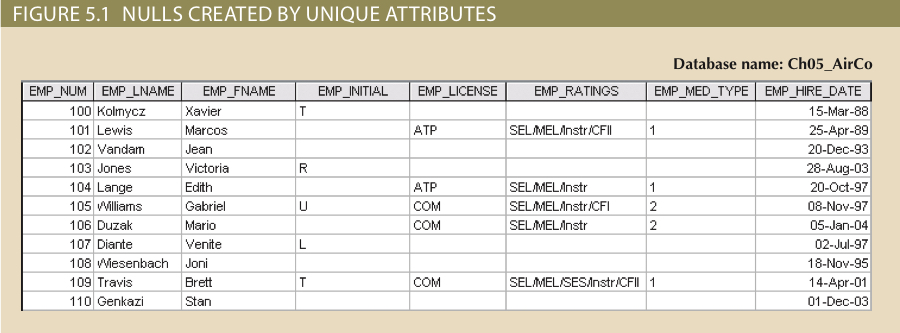 FIGURE 5.1 NULLS CREATED BY UNIQUE ATTRIBUTES
Database name: Ch05_AirCo
EMP_NUM EMP_LNAME EMP_FNAME EMP_INITIAL EMP_LICENSE EMP_RATINGS EMP_MED_TYPE EMP_HIRE_DATE
100 Kolmycz Xavier T 15-Mar-88
101 Lewis Marcos ATP SEL/MEL/Instr/CFII 1 25-Apr-89
102 Vandam Jean 20-Dec-93
103 Jones Victoria R 28-Aug-03
104 Lange Edith ATP SEL/MEL/Instr 1 20-Oct-97
105 Williams Gabriel U COM SEL/MEL/Instr/CFI 2 08-Nov-97
106 Duzak Mario COM SEL/MEL/Instr 2 05-Jan-04
107 Diante Venite L 02-Jul-97
108 Wiesenbach Joni 18-Nov-95
109 Travis Brett T COM SEL/MEL/SES/Instr/CFII 1 14-Apr-01
110 Genkazi Stan 01-Dec-03